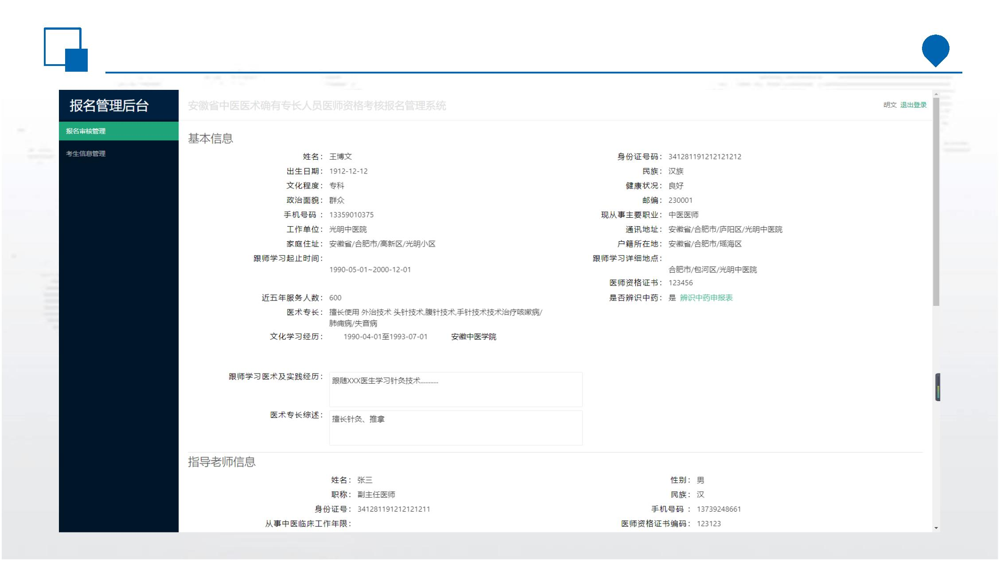 报名管理后台
安徽省中医医术确有专长人员医师资格考核报名管理系统
胡文 退出登录
报名审核管理
考生信息管理
基本信息
姓名： 王博文 身份证号码： 341281191212121212
出生日期： 1912-12-12 民族： 汉族
文化程度： 专科 健康状况： 良好
政治面貌： 群众 邮编： 230001
手机号码 ： 13359010375 现从事主要职业： 中医医师
工作单位： 光明中医院 通讯地址： 安徽省/合肥市/庐阳区/光明中医院
家庭住址： 安徽省/合肥市/高新区/光明小区 户籍所在地： 安徽省/合肥市/瑶海区
跟师学习起止时间： 跟师学习详细地点：
1990-05-01~2000-12-01 合肥市/包河区/光明中医院
医师资格证书： 123456
近五年服务人数： 600 是否辨识中药： 是 辨识中药申报表
医术专长： 擅长使用 外治技术 头针技术,腹针技术,手针技术技术治疗咳嗽病/
肺痈病/失音病
文化学习经历： 1990-04-01至1993-07-01 安徽中医学院
跟师学习医术及实践经历： 跟随XXX医生学习针灸技术...........
医术专长综述： 擅长针灸、推拿
指导老师信息
姓名： 张三 性别： 男
职称： 副主任医师 民族： 汉
身份证号： 341281191212121211 手机号码 ： 13739248661
从事中医临床工作年限： 医师资格证书编码： 123123